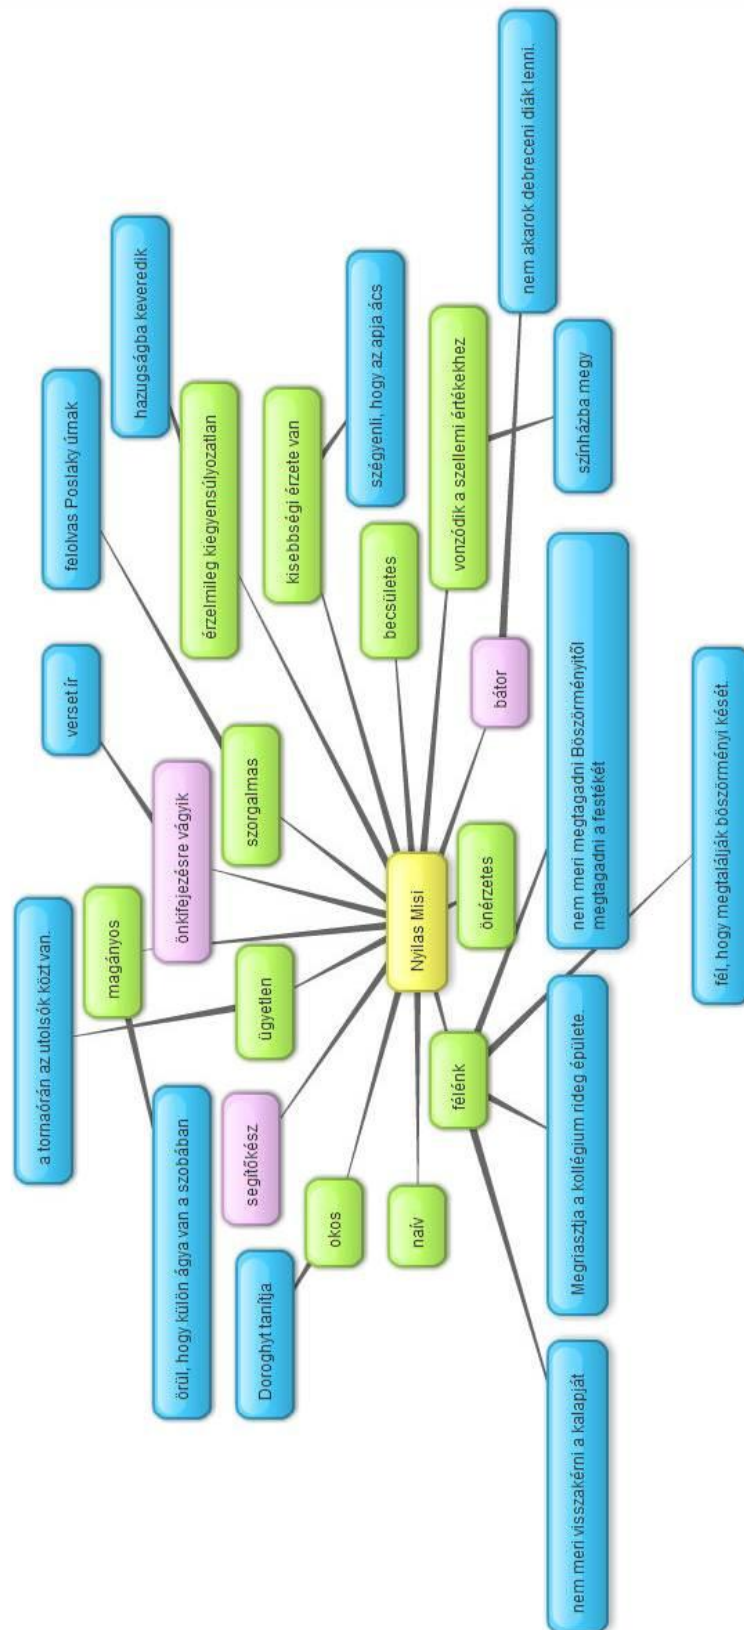 a tornaórán az utolsók közt van.
felolvas Poslaky úrnak
verset ír
hazugságba keveredik
magányos
önkifejezésre vágyik
örül, hogy külön ágya van a szobában
érzelmileg kiegyensúlyozatlan
szorgalmas
ügyetlen
segítőkész
Doroghyt tanítja
kisebbségi érzete van
szégyenli, hogy az apja ács
okos
becsületes
Nyilas Misi
naív
vonzódik a szellemi értékekhez
önérzetes
félénk
bátor
nem akarok debreceni diák lenni.
színházba megy
nem meri megtagadni Böszörményitől
megtagadni a festékét
Megriasztja a kollégium rideg épülete.
nem meri visszakérni a kalapját
fél, hogy megtalálják böszörményi kését.